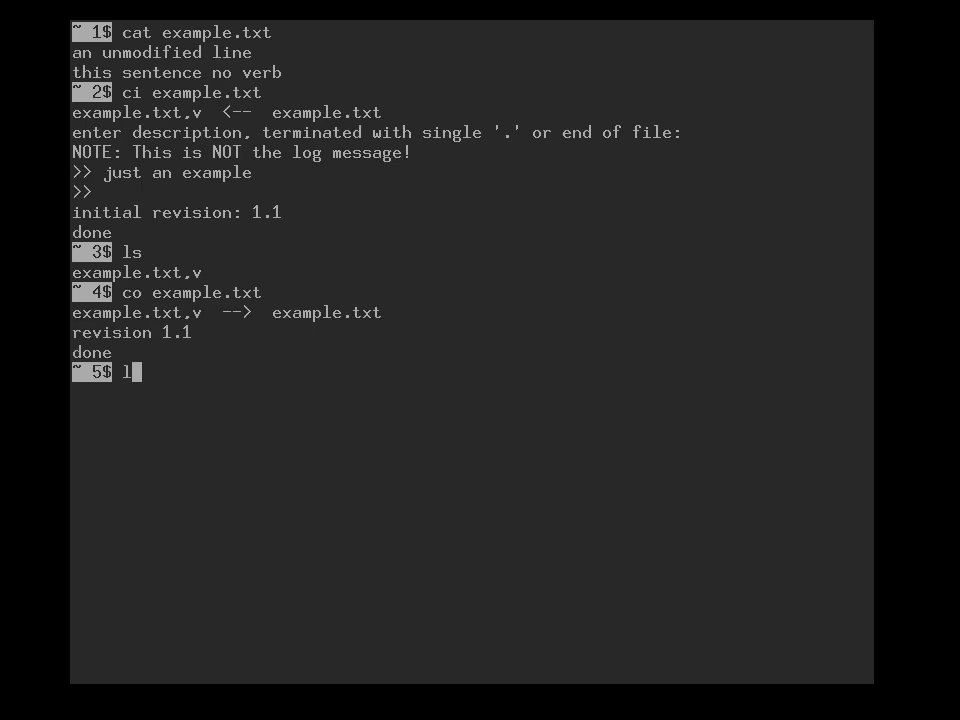 ~ 1$ cat example.txt
an unmodified line
this sentence no verb
~ 2$ ci example.txt
example.txt,v  <--  example.txt
enter description, terminated with single '.' or end of file:
NOTE: This is NOT the log message!
>> just an example
>>
initial revision: 1.1
done
~ 3$ ls
example.txt,v
~ 4$ co example.txt
example.txt,v  -->  example.txt
revision 1.1
done
~ 5$ l